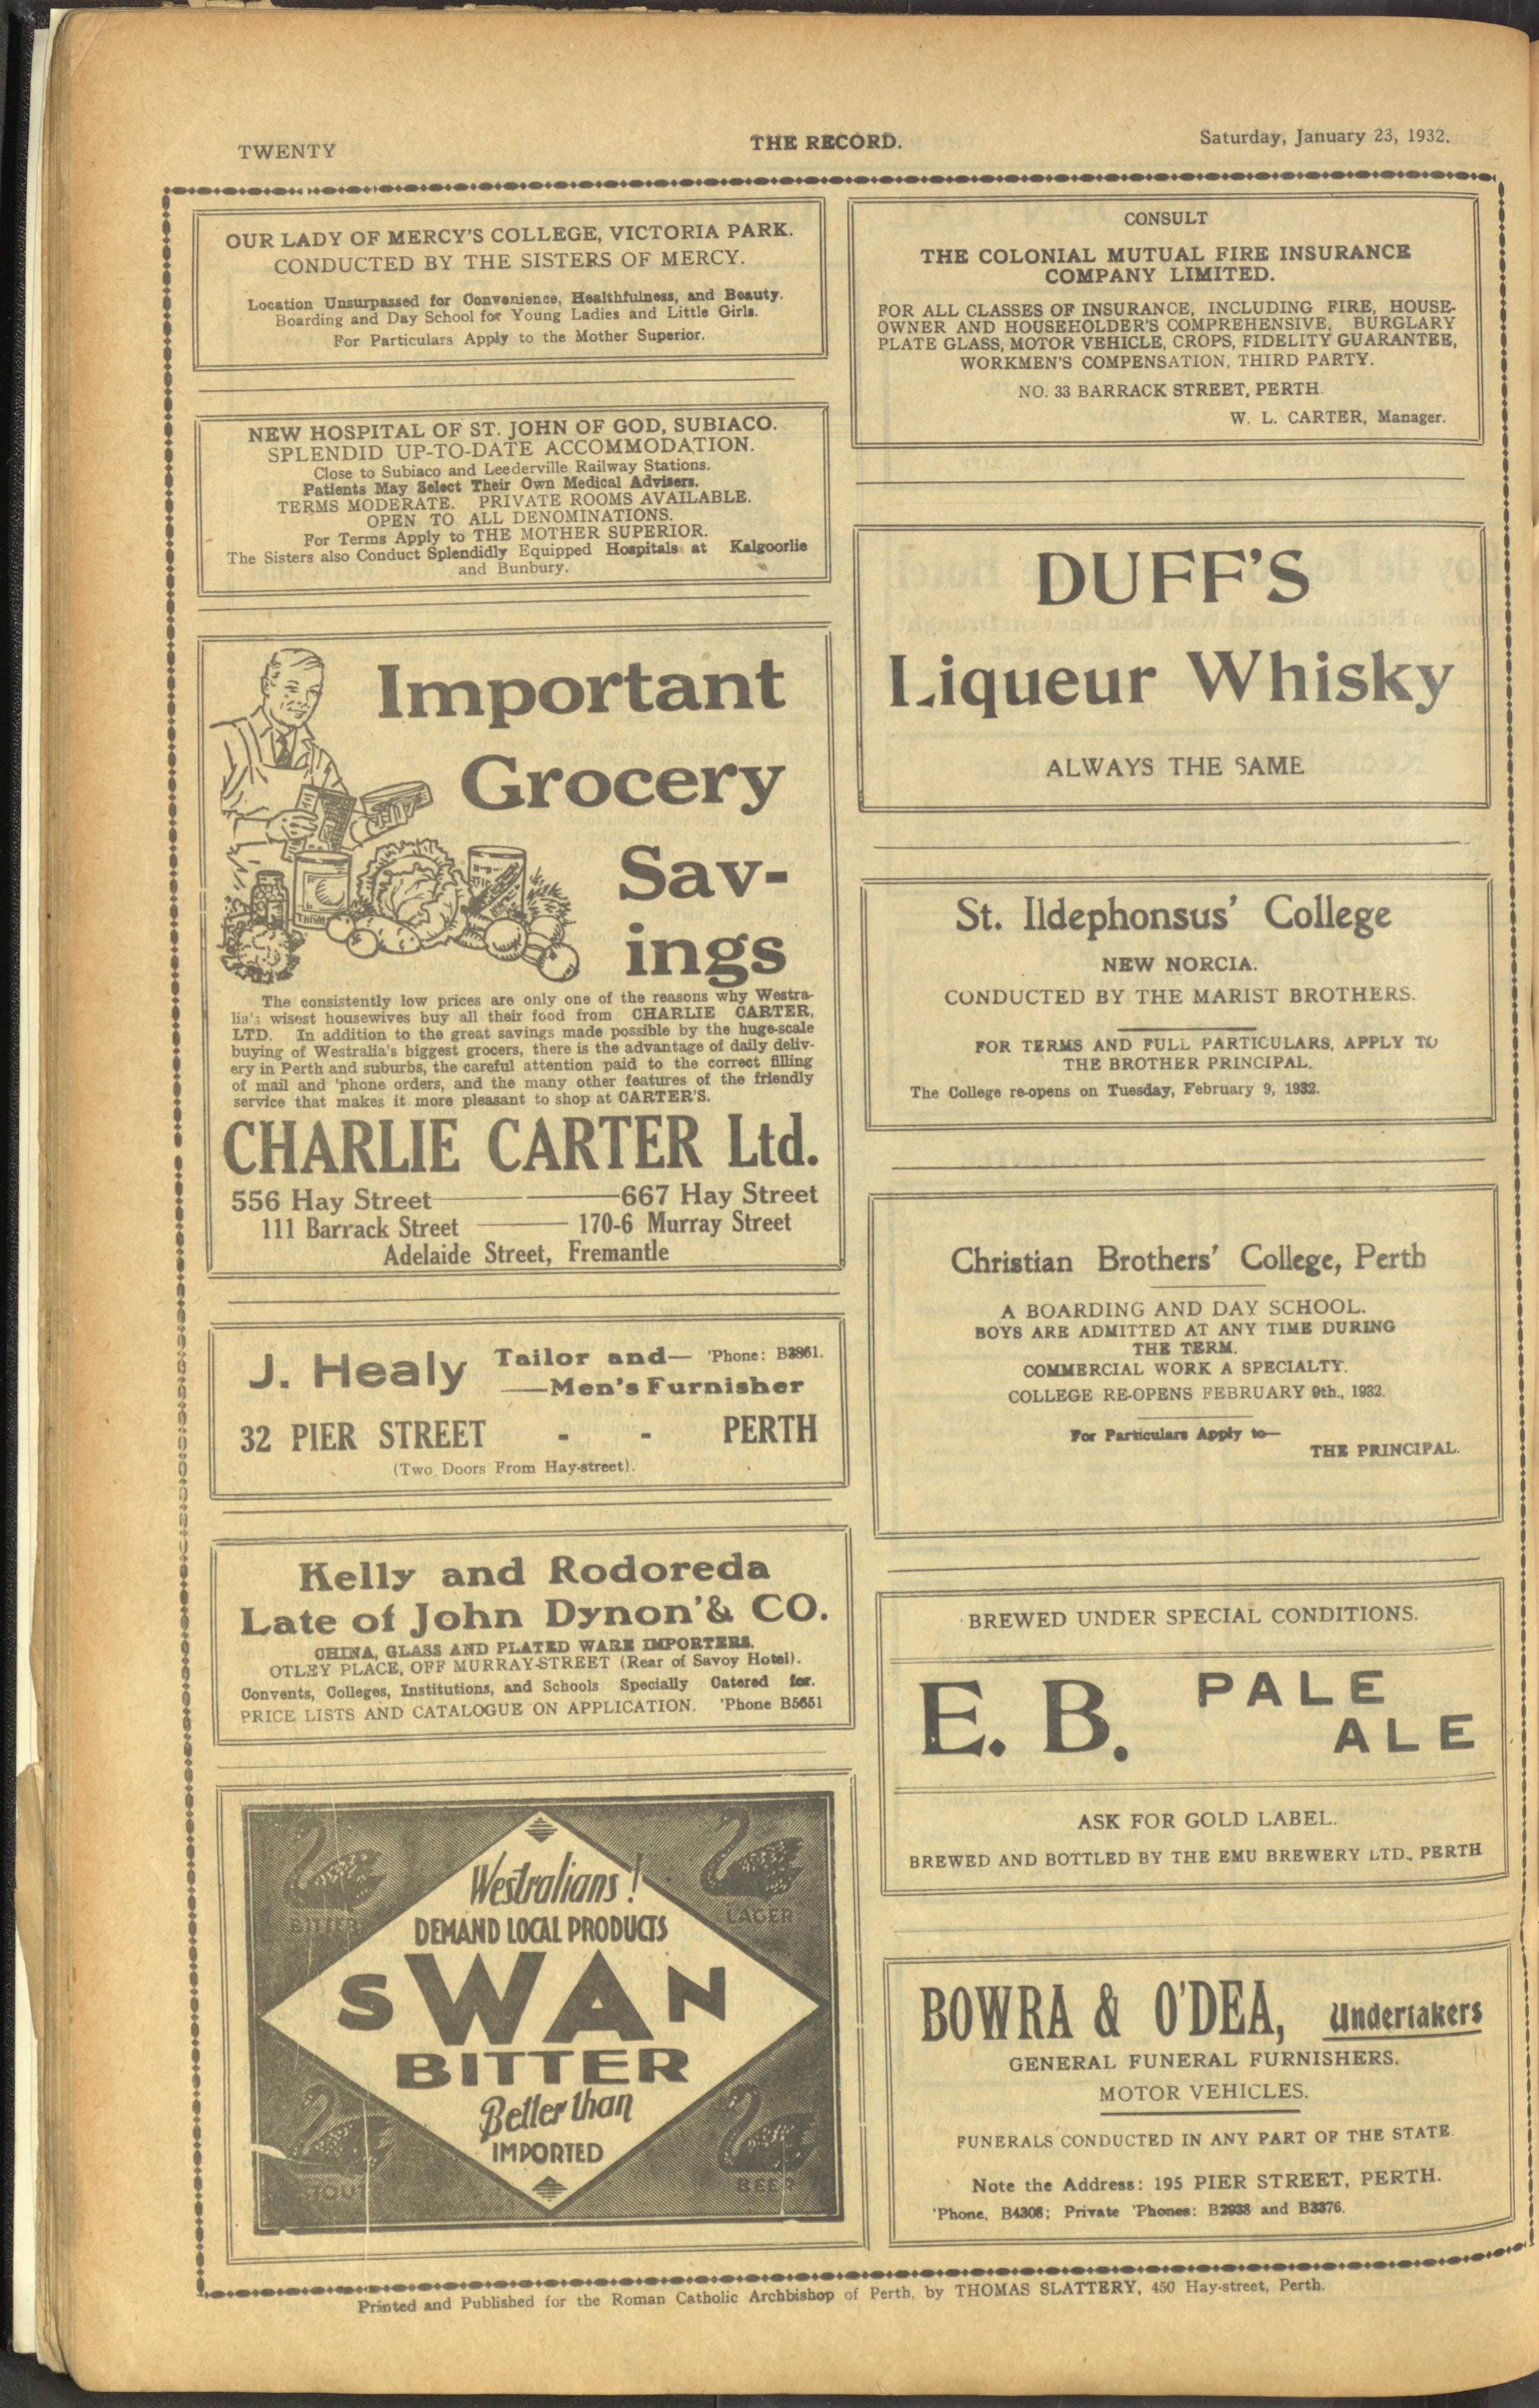 TWENTY
THE RECORD.
Saturday, January 23, 1932.
OUR LADY OF MERCY'S COLLEGE, VICTORIA PARK.
CONDUCTED BY THE SISTERS OF MERCY.
Location Unsurpassed for Convenience, Healthfulness, and Beauty.
Boarding and Day School for Young Ladies and Little Girls.
For Particulars Apply to the Mother Superior.
NEW HOSPITAL OF ST. JOHN OF GOD, SUBIACO.
SPLENDID UP-TO-DATE ACCOMMODATION.
Close to Subiaco and Leederville Railway Stations.
Patients May Select Their Own Medical Advisers.
TERMS MODERATE. PRIVATE ROOMS AVAILABLE.
OPEN TO ALL DENOMINATIONS.
For Terms Apply to THE MOTHER SUPERIOR.
The Sisters also Conduct Splendidly Equipped Hospitals at Kalgoorlie
and Bunbury.
Important
Grocery
Sav-
ings
The consistently low prices are only one of the reasons why Westra-
lia's wisest housewives buy all their food from CHARLIE CARTER,
LTD. In addition to the great savings made possible by the huge-scale
buying of Westralia's biggest grocers, there is the advantage of daily deliv-
ery in Perth and suburbs, the careful attention paid to the correct filling
of mail and 'phone orders, and the many other features of the friendly
service that makes it more pleasant to shop at CARTER'S.
CHARLIE CARTER Ltd.
556 Hay Street——— ———667 Hay Street
111 Barrack Street ——— 170-6 Murray Street
Adelaide Street, Fremantle
J. Healy Tailor and— 'Phone: B3861.
—Men's Furnisher
32 PIER STREET - - PERTH
(Two Doors From Hay-street).
Kelly and Rodoreda
Late of John Dynon'& CO.
CHINA, GLASS AND PLATED WARE IMPORTERS.
OTLEY PLACE, OFF MURRAY-STREET (Rear of Savoy Hotel).
Convents, Colleges, Institutions, and Schools Specially Catered for.
PRICE LISTS AND CATALOGUE ON APPLICATION. 'Phone B5651
BITTER
LAGER
Westralians!
DEMAND LOCAL PRODUCTS
SWAN
BITTER
Better than
IMPORTED
STOUT
BEER
CONSULT
THE COLONIAL MUTUAL FIRE INSURANCE
COMPANY LIMITED.
FOR ALL CLASSES OF INSURANCE, INCLUDING FIRE, HOUSE-
OWNER AND HOUSEHOLDER'S COMPREHENSIVE, BURGLARY
PLATE GLASS, MOTOR VEHICLE, CROPS, FIDELITY GUARANTEE,
WORKMEN'S COMPENSATION, THIRD PARTY.
NO. 33 BARRACK STREET, PERTH.
W. L. CARTER, Manager.
DUFF'S
Liqueur Whisky
ALWAYS THE SAME
St. Ildephonsus' College
NEW NORCIA.
CONDUCTED BY THE MARIST BROTHERS.
FOR TERMS AND FULL PARTICULARS, APPLY TO
THE BROTHER PRINCIPAL.
The College re-opens on Tuesday, February 9, 1932.
Christian Brothers' College, Perth
A BOARDING AND DAY SCHOOL.
BOYS ARE ADMITTED AT ANY TIME DURING
THE TERM.
COMMERCIAL WORK A SPECIALTY.
COLLEGE RE-OPENS FEBRUARY 9th., 1932.
For Particulars Apply to—
THE PRINCIPAL.
BREWED UNDER SPECIAL CONDITIONS.
E. B. PALE
ALE
ASK FOR GOLD LABEL.
BREWED AND BOTTLED BY THE EMU BREWERY LTD., PERTH
BOWRA & O'DEA, Undertakers
GENERAL FUNERAL FURNISHERS.
MOTOR VEHICLES.
FUNERALS CONDUCTED IN ANY PART OF THE STATE.
Note the Address: 195 PIER STREET, PERTH.
'Phone, B4308; Private 'Phones: B2938 and B3376.
Printed and Published for the Roman Catholic Archbishop of Perth, by THOMAS SLATTERY, 450 Hay-street, Perth.